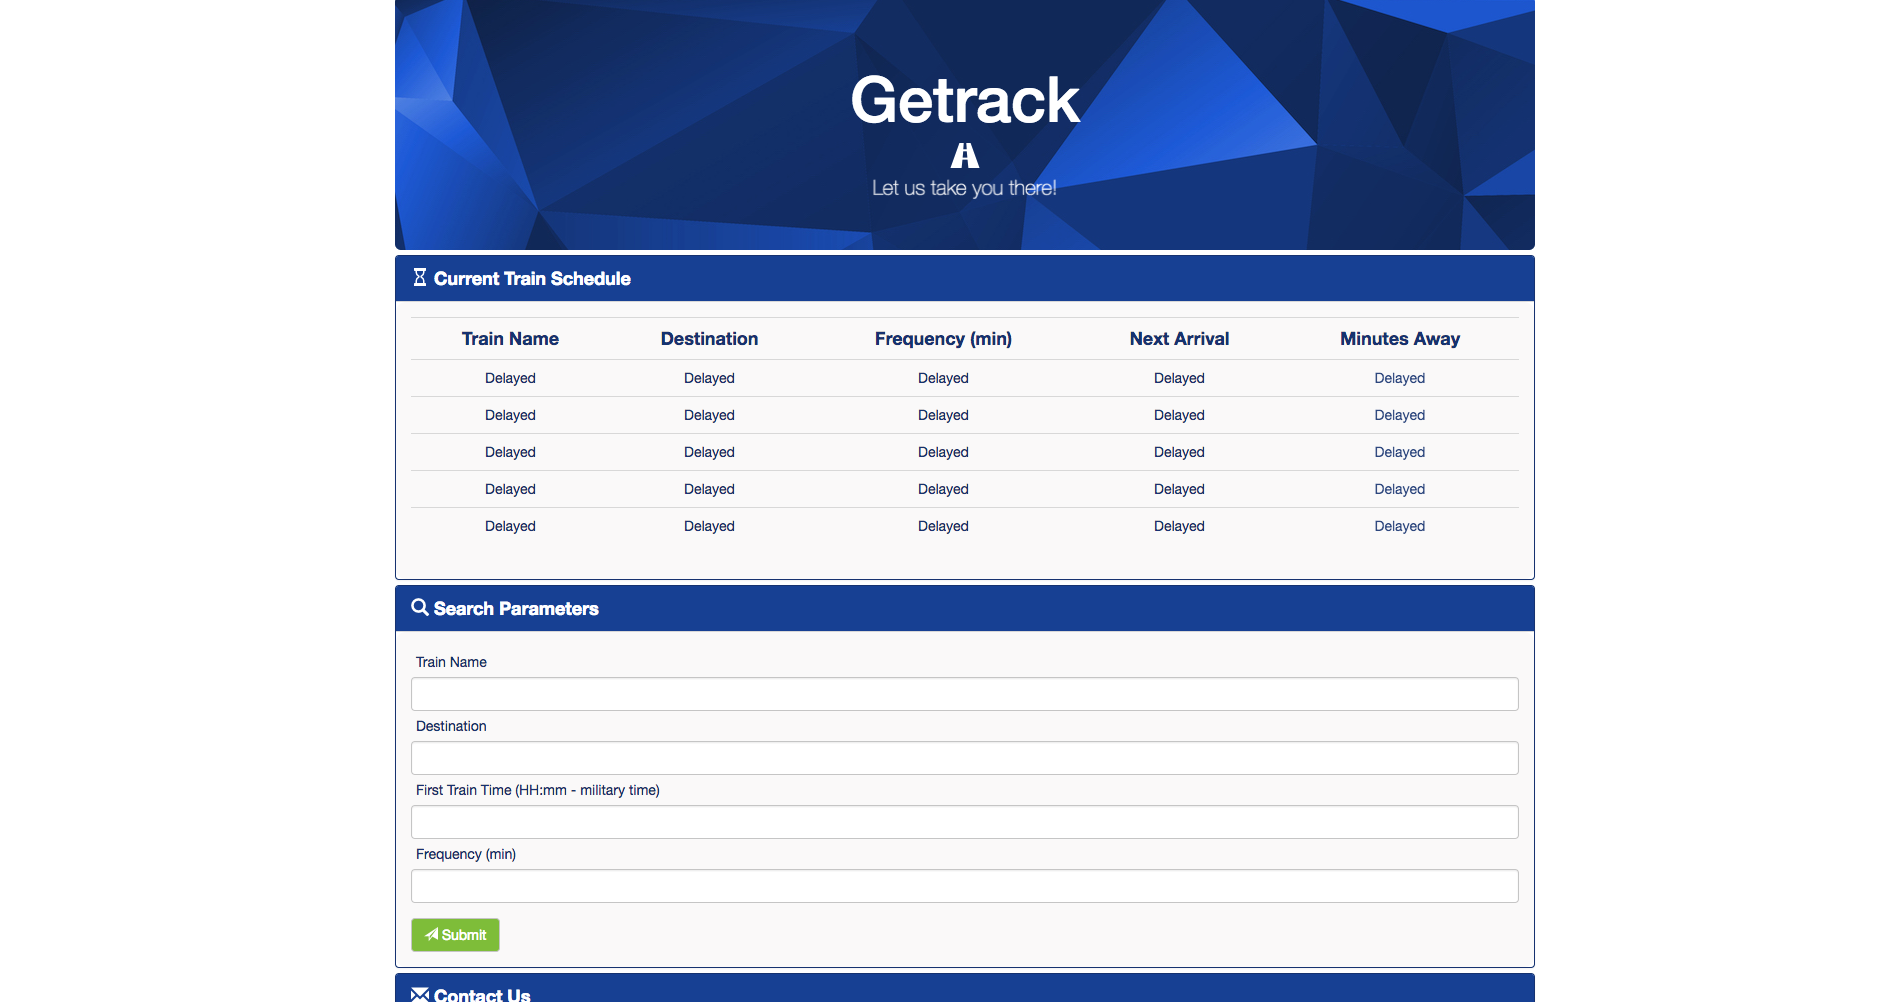 Getrack
Let us take you there!
Current Train Schedule
Train Name Destination Frequency (min) Next Arrival Minutes Away
Delayed Delayed Delayed Delayed Delayed
Delayed Delayed Delayed Delayed Delayed
Delayed Delayed Delayed Delayed Delayed
Delayed Delayed Delayed Delayed Delayed
Delayed Delayed Delayed Delayed Delayed
Search Parameters
Train Name
Destination
First Train Time (HH:mm - military time)
Frequency (min)
Submit
Contact Us